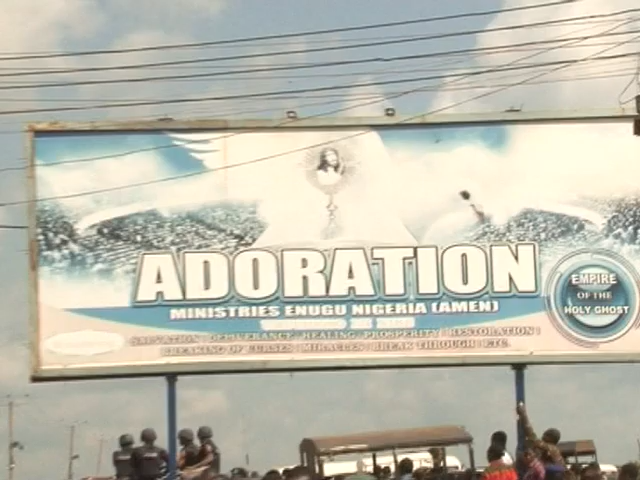 ADORATION
MINISTRIES ENUGU NIGERIA (AMEN)
EMPIRE
OF THE
HOLY GHOST
SALVATION : DELIVERANCE : HEALING : PROSPERITY : RESTORATION :
BREAKING OF CURSES : MIRACLES : BREAK THROUGH : ETC.